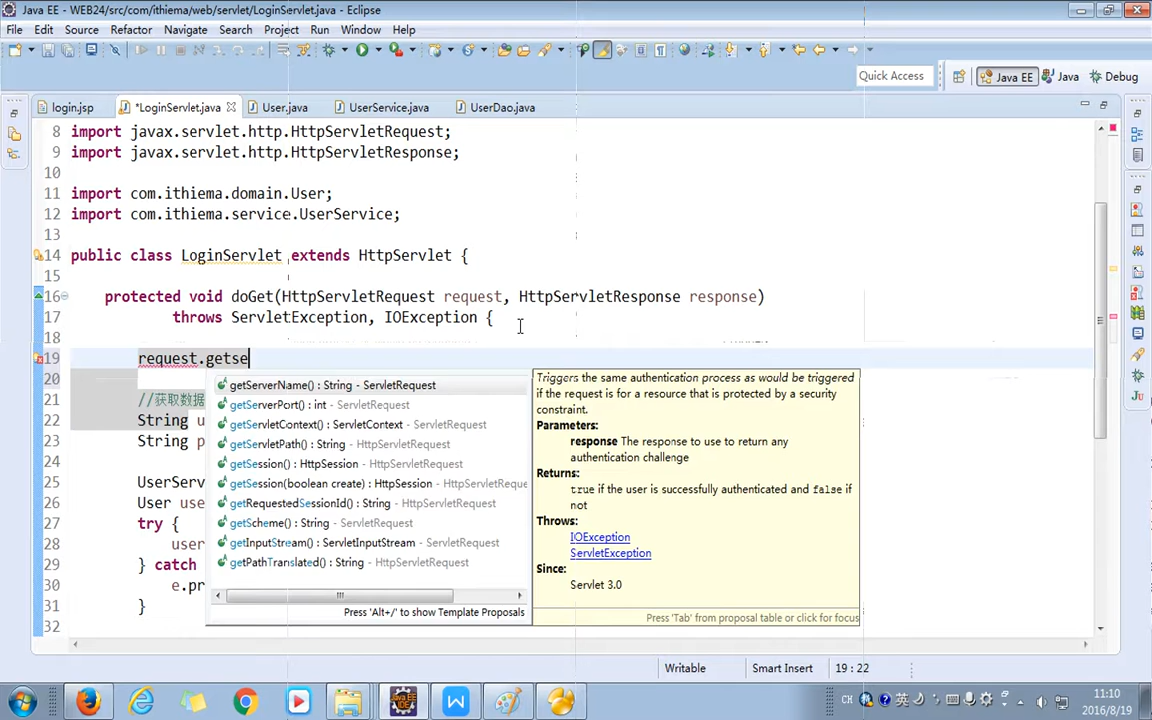 Java EE - WEB24/src/com/ithiema/web/servlet/LoginServlet.java - Eclipse
File Edit Source Refactor Navigate Search Project Run Window Help
Quick Access Java EE Java Debug
login.jsp *LoginServlet.java User.java UserService.java UserDao.java
8 import javax.servlet.http.HttpServletRequest;
9 import javax.servlet.http.HttpServletResponse;
10
11 import com.ithiema.domain.User;
12 import com.ithiema.service.UserService;
13
14 public class LoginServlet extends HttpServlet {
15
16 protected void doGet(HttpServletRequest request, HttpServletResponse response)
17 throws ServletException, IOException {
18
19 request.getse
20
21 //获取数据
22 String u
23 String p
24
25 UserServ
26 User use
27 try {
28 user
29 } catch
30 e.pr
31 }
32
getServerName() : String - ServletRequest
getServerPort() : int - ServletRequest
getServletContext() : ServletContext - ServletRequest
getServletPath() : String - HttpServletRequest
getSession() : HttpSession - HttpServletRequest
getSession(boolean create) : HttpSession - HttpServletReque
getRequestedSessionId() : String - HttpServletRequest
getScheme() : String - ServletRequest
getInputStream() : ServletInputStream - ServletRequest
getPathTranslated() : String - HttpServletRequest
Press 'Alt+/' to show Template Proposals
Triggers the same authentication process as would be triggered
if the request is for a resource that is protected by a security
constraint.
Parameters:
response The response to use to return any
authentication challenge
Returns:
true if the user is successfully authenticated and false if
not
Throws:
IOException
ServletException
Since:
Servlet 3.0
Press 'Tab' from proposal table or click for focus
Writable Smart Insert 19 : 22
CH 英
11:10
2016/8/19